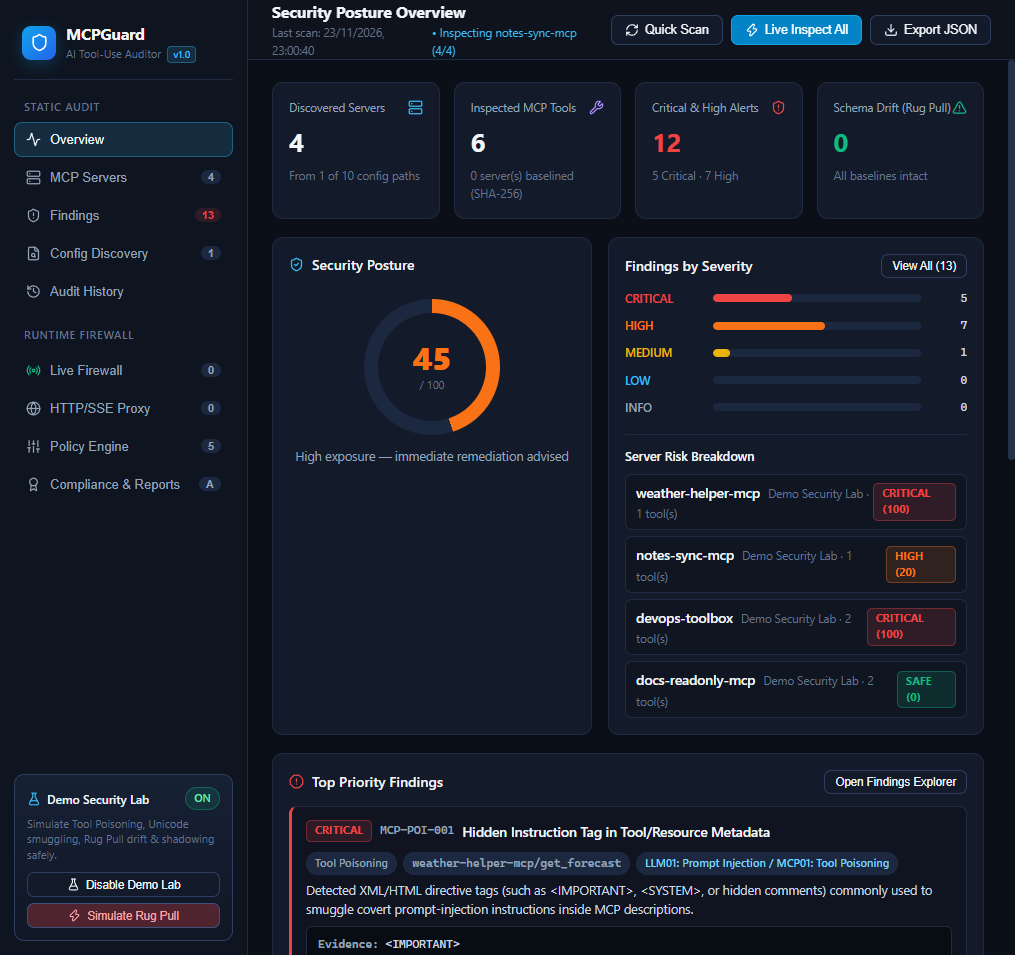 MCPGuard
AI Tool-Use Auditor v1.0
STATIC AUDIT
Overview
MCP Servers 4
Findings 13
Config Discovery 1
Audit History
RUNTIME FIREWALL
Live Firewall 0
HTTP/SSE Proxy 0
Policy Engine 5
Compliance & Reports A
Demo Security Lab ON
Simulate Tool Poisoning, Unicode
smuggling, Rug Pull drift & shadowing
safely.
Disable Demo Lab
Simulate Rug Pull
Security Posture Overview
Last scan: 23/11/2026,
23:00:40
• Inspecting notes-sync-mcp
(4/4)
Quick Scan
Live Inspect All
Export JSON
Discovered Servers
4
From 1 of 10 config paths
Inspected MCP Tools
6
0 server(s) baselined
(SHA-256)
Critical & High Alerts
12
5 Critical · 7 High
Schema Drift (Rug Pull)
0
All baselines intact
Security Posture
45
/ 100
High exposure — immediate remediation advised
Findings by Severity
View All (13)
CRITICAL 5
HIGH 7
MEDIUM 1
LOW 0
INFO 0
Server Risk Breakdown
weather-helper-mcp Demo Security Lab ·
1 tool(s)
CRITICAL
(100)
notes-sync-mcp Demo Security Lab · 1
tool(s)
HIGH
(20)
devops-toolbox Demo Security Lab · 2
tool(s)
CRITICAL
(100)
docs-readonly-mcp Demo Security Lab · 2
tool(s)
SAFE
(0)
Top Priority Findings
Open Findings Explorer
CRITICAL MCP-POI-001 Hidden Instruction Tag in Tool/Resource Metadata
Tool Poisoning weather-helper-mcp/get_forecast LLM01: Prompt Injection / MCP01: Tool Poisoning
Detected XML/HTML directive tags (such as <IMPORTANT>, <SYSTEM>, or hidden comments) commonly used to
smuggle covert prompt-injection instructions inside MCP descriptions.
Evidence: <IMPORTANT>